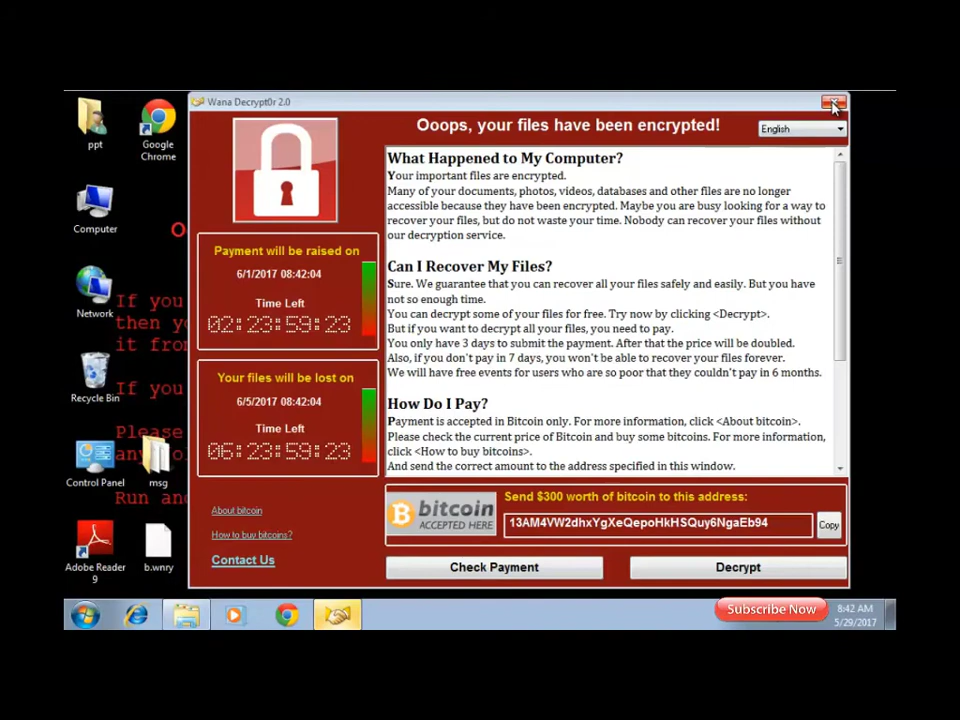 ppt
Google
Chrome
Computer
Network
Recycle Bin
Control Panel
msg
Adobe Reader
9
b.wnry
O
If you
then yo
it fro
If you
Please
any
Run and
Wana Decrypt0r 2.0
Ooops, your files have been encrypted!
English
Payment will be raised on
6/1/2017 08:42:04
Time Left
02:23:59:23
Your files will be lost on
6/5/2017 08:42:04
Time Left
06:23:59:23
About bitcoin
How to buy bitcoins?
Contact Us
What Happened to My Computer?
Your important files are encrypted.
Many of your documents, photos, videos, databases and other files are no longer
accessible because they have been encrypted. Maybe you are busy looking for a way to
recover your files, but do not waste your time. Nobody can recover your files without
our decryption service.
Can I Recover My Files?
Sure. We guarantee that you can recover all your files safely and easily. But you have
not so enough time.
You can decrypt some of your files for free. Try now by clicking <Decrypt>.
But if you want to decrypt all your files, you need to pay.
You only have 3 days to submit the payment. After that the price will be doubled.
Also, if you don't pay in 7 days, you won't be able to recover your files forever.
We will have free events for users who are so poor that they couldn't pay in 6 months.
How Do I Pay?
Payment is accepted in Bitcoin only. For more information, click <About bitcoin>.
Please check the current price of Bitcoin and buy some bitcoins. For more information,
click <How to buy bitcoins>.
And send the correct amount to the address specified in this window.
bitcoin
ACCEPTED HERE
Send $300 worth of bitcoin to this address:
13AM4VW2dhxYgXeQepoHkHSQuy6NgaEb94
Copy
Check Payment
Decrypt
Subscribe Now
8:42 AM
5/29/2017